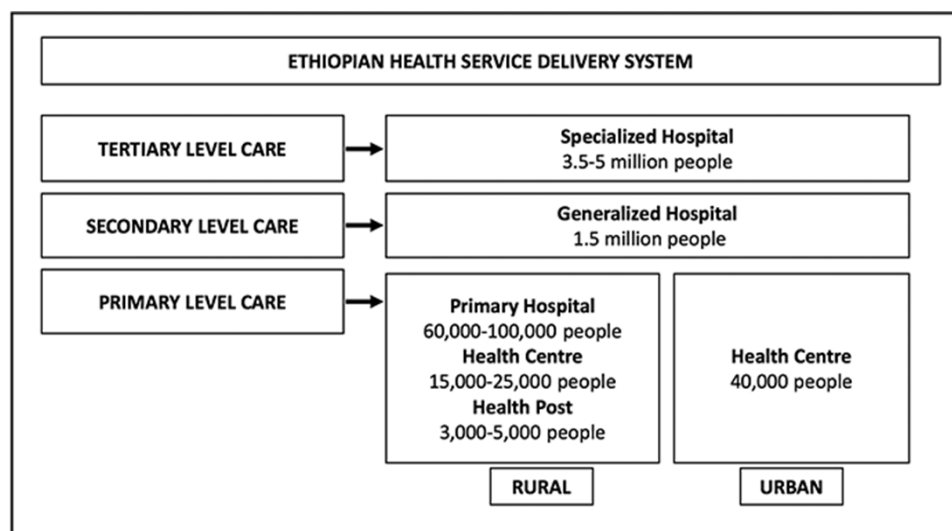 ETHIOPIAN HEALTH SERVICE DELIVERY SYSTEM
TERTIARY LEVEL CARE
Specialized Hospital
3.5-5 million people
SECONDARY LEVEL CARE
Generalized Hospital
1.5 million people
PRIMARY LEVEL CARE
Primary Hospital
60,000-100,000 people
Health Centre
15,000-25,000 people
Health Post
3,000-5,000 people
RURAL
Health Centre
40,000 people
URBAN